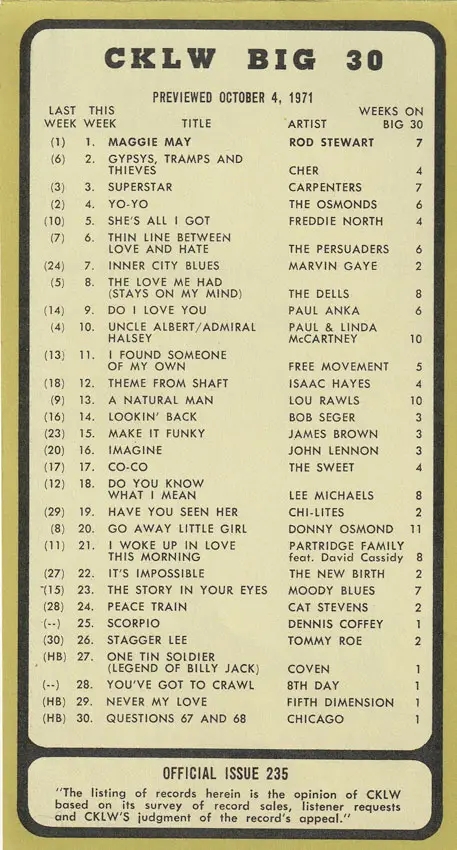 CKLW BIG 30
PREVIEWED OCTOBER 4, 1971
LAST THIS WEEKS ON
WEEK WEEK TITLE ARTIST BIG 30
(1) 1. MAGGIE MAY ROD STEWART 7
(6) 2. GYPSYS, TRAMPS AND
THIEVES CHER 4
(3) 3. SUPERSTAR CARPENTERS 7
(2) 4. YO-YO THE OSMONDS 6
(10) 5. SHE'S ALL I GOT FREDDIE NORTH 4
(7) 6. THIN LINE BETWEEN
LOVE AND HATE THE PERSUADERS 6
(24) 7. INNER CITY BLUES MARVIN GAYE 2
(5) 8. THE LOVE ME HAD
(STAYS ON MY MIND) THE DELLS 8
(14) 9. DO I LOVE YOU PAUL ANKA 6
(4) 10. UNCLE ALBERT/ADMIRAL PAUL & LINDA
HALSEY McCARTNEY 10
(13) 11. I FOUND SOMEONE
OF MY OWN FREE MOVEMENT 5
(18) 12. THEME FROM SHAFT ISAAC HAYES 4
(9) 13. A NATURAL MAN LOU RAWLS 10
(16) 14. LOOKIN' BACK BOB SEGER 3
(23) 15. MAKE IT FUNKY JAMES BROWN 3
(20) 16. IMAGINE JOHN LENNON 3
(17) 17. CO-CO THE SWEET 4
(12) 18. DO YOU KNOW
WHAT I MEAN LEE MICHAELS 8
(29) 19. HAVE YOU SEEN HER CHI-LITES 2
(8) 20. GO AWAY LITTLE GIRL DONNY OSMOND 11
(11) 21. I WOKE UP IN LOVE PARTRIDGE FAMILY
THIS MORNING feat. David Cassidy 8
(27) 22. IT'S IMPOSSIBLE THE NEW BIRTH 2
(15) 23. THE STORY IN YOUR EYES MOODY BLUES 7
(28) 24. PEACE TRAIN CAT STEVENS 2
(--) 25. SCORPIO DENNIS COFFEY 1
(30) 26. STAGGER LEE TOMMY ROE 2
(HB) 27. ONE TIN SOLDIER
(LEGEND OF BILLY JACK) COVEN 1
(--) 28. YOU'VE GOT TO CRAWL 8TH DAY 1
(HB) 29. NEVER MY LOVE FIFTH DIMENSION 1
(HB) 30. QUESTIONS 67 AND 68 CHICAGO 1
OFFICIAL ISSUE 235
"The listing of records herein is the opinion of CKLW
based on its survey of record sales, listener requests
and CKLW'S judgment of the record's appeal."